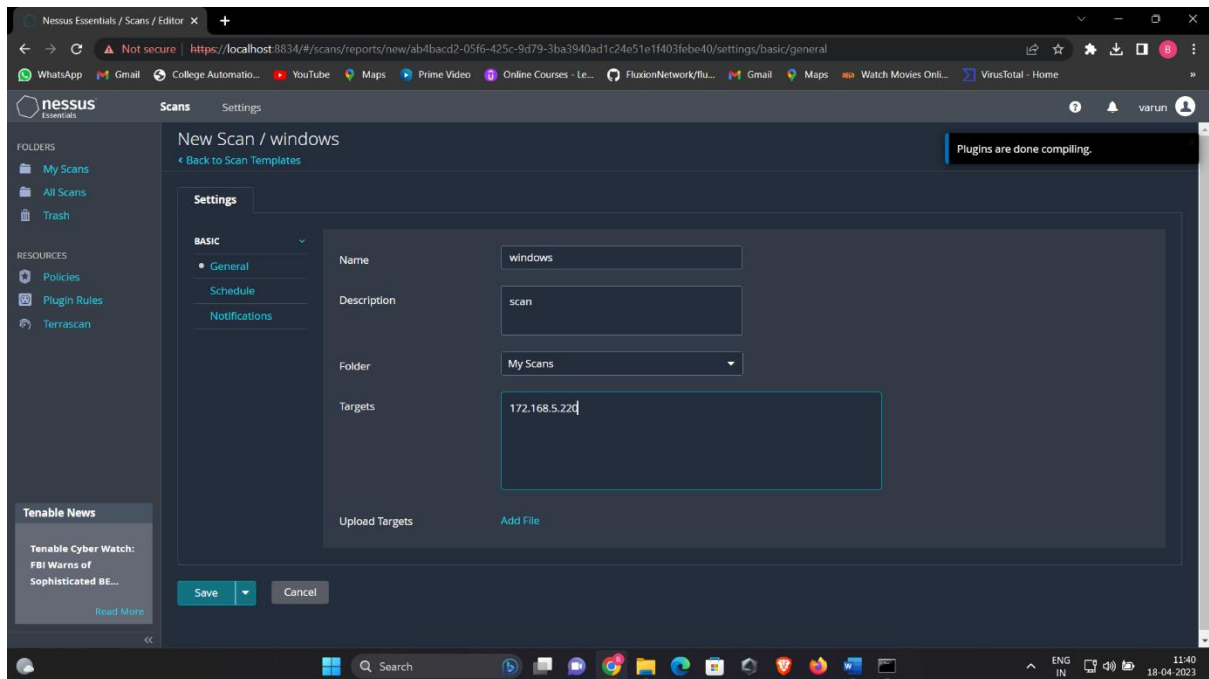 Nessus Essentials / Scans / Editor
Not secure | https://localhost:8834/#/scans/reports/new/ab4bacd2-05f6-425c-9d79-3ba3940ad1c24e51e1f403febe40/settings/basic/general
B
WhatsApp Gmail College Automatio... YouTube Maps Prime Video Online Courses - Le... FluxionNetwork/flu... Gmail Maps Watch Movies Onli... VirusTotal - Home »
nessus Essentials Scans Settings varun
FOLDERS
My Scans
All Scans
Trash
RESOURCES
Policies
Plugin Rules
Terrascan
Tenable News
Tenable Cyber Watch:
FBI Warns of
Sophisticated BE...
Read More
New Scan / windows
Back to Scan Templates
Plugins are done compiling.
Settings
BASIC
General
Schedule
Notifications
Name windows
Description scan
Folder My Scans
Targets 172.168.5.220
Upload Targets Add File
Save Cancel
Search
ENG
IN
11:40
18-04-2023